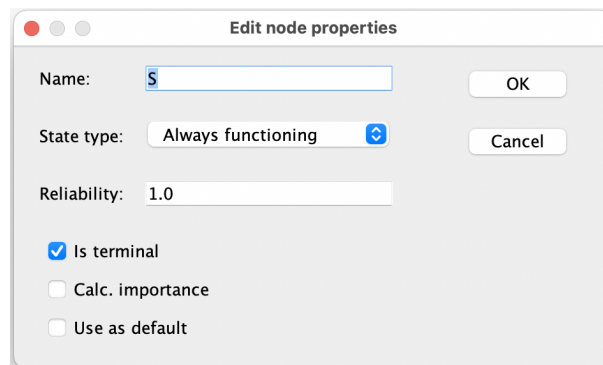 Edit node properties
Name: S
OK
State type: Always functioning
Cancel
Reliability: 1.0
Is terminal
Calc. importance
Use as default